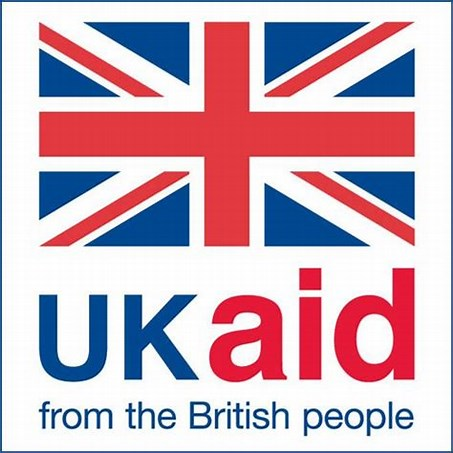 UKaid
from the British people